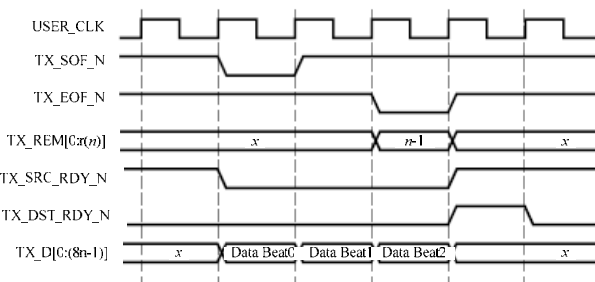 USER_CLK
TX_SOF_N
TX_EOF_N
TX_REM[0:r(n)] x n-1 x
TX_SRC_RDY_N
TX_DST_RDY_N
TX_D[0:(8n-1)] x Data Beat0 Data Beat1 Data Beat2 x